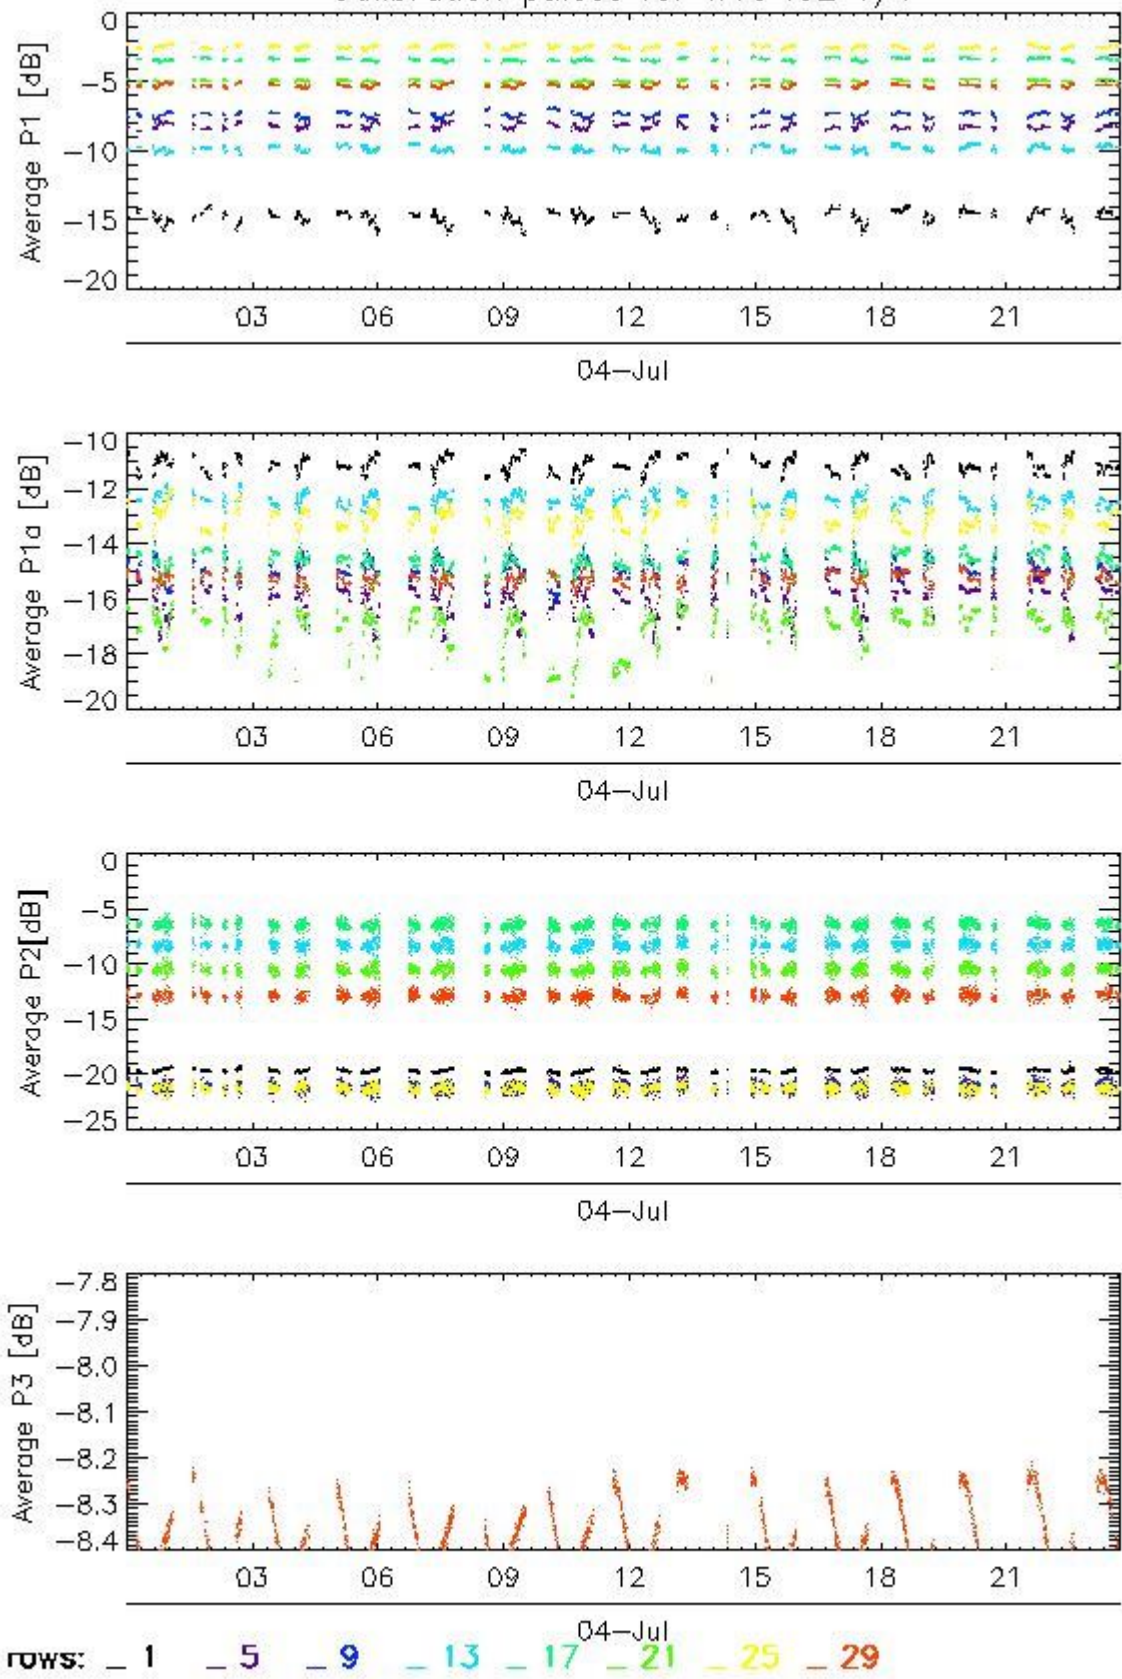 0
−5
−10
−15
−20
Average P1 [dB]
03 06 09 12 15 18 21
04−Jul
−10
−12
−14
−16
−18
−20
Average P1a [dB]
03 06 09 12 15 18 21
04−Jul
0
−5
−10
−15
−20
−25
Average P2[dB]
03 06 09 12 15 18 21
04−Jul
−7.8
−7.9
−8.0
−8.1
−8.2
−8.3
−8.4
Average P3 [dB]
03 06 09 12 15 18 21
04−Jul
rows: _ 1 _ 5 _ 9 _ 13 _ 17 _ 21 _ 25 _ 29